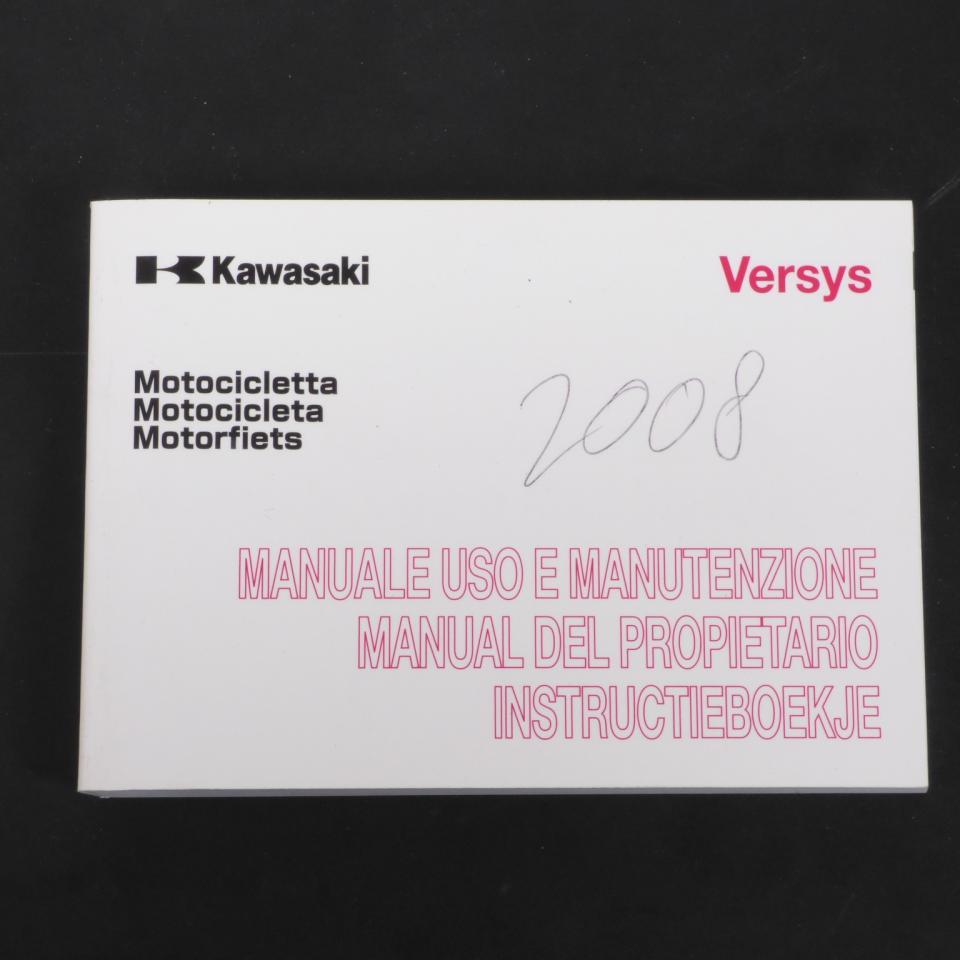 Kawasaki
Versys
Motocicletta
Motocicleta
Motorfiets
2008
MANUALE USO E MANUTENZIONE
MANUAL DEL PROPIETARIO
INSTRUCTIEBOEKJE